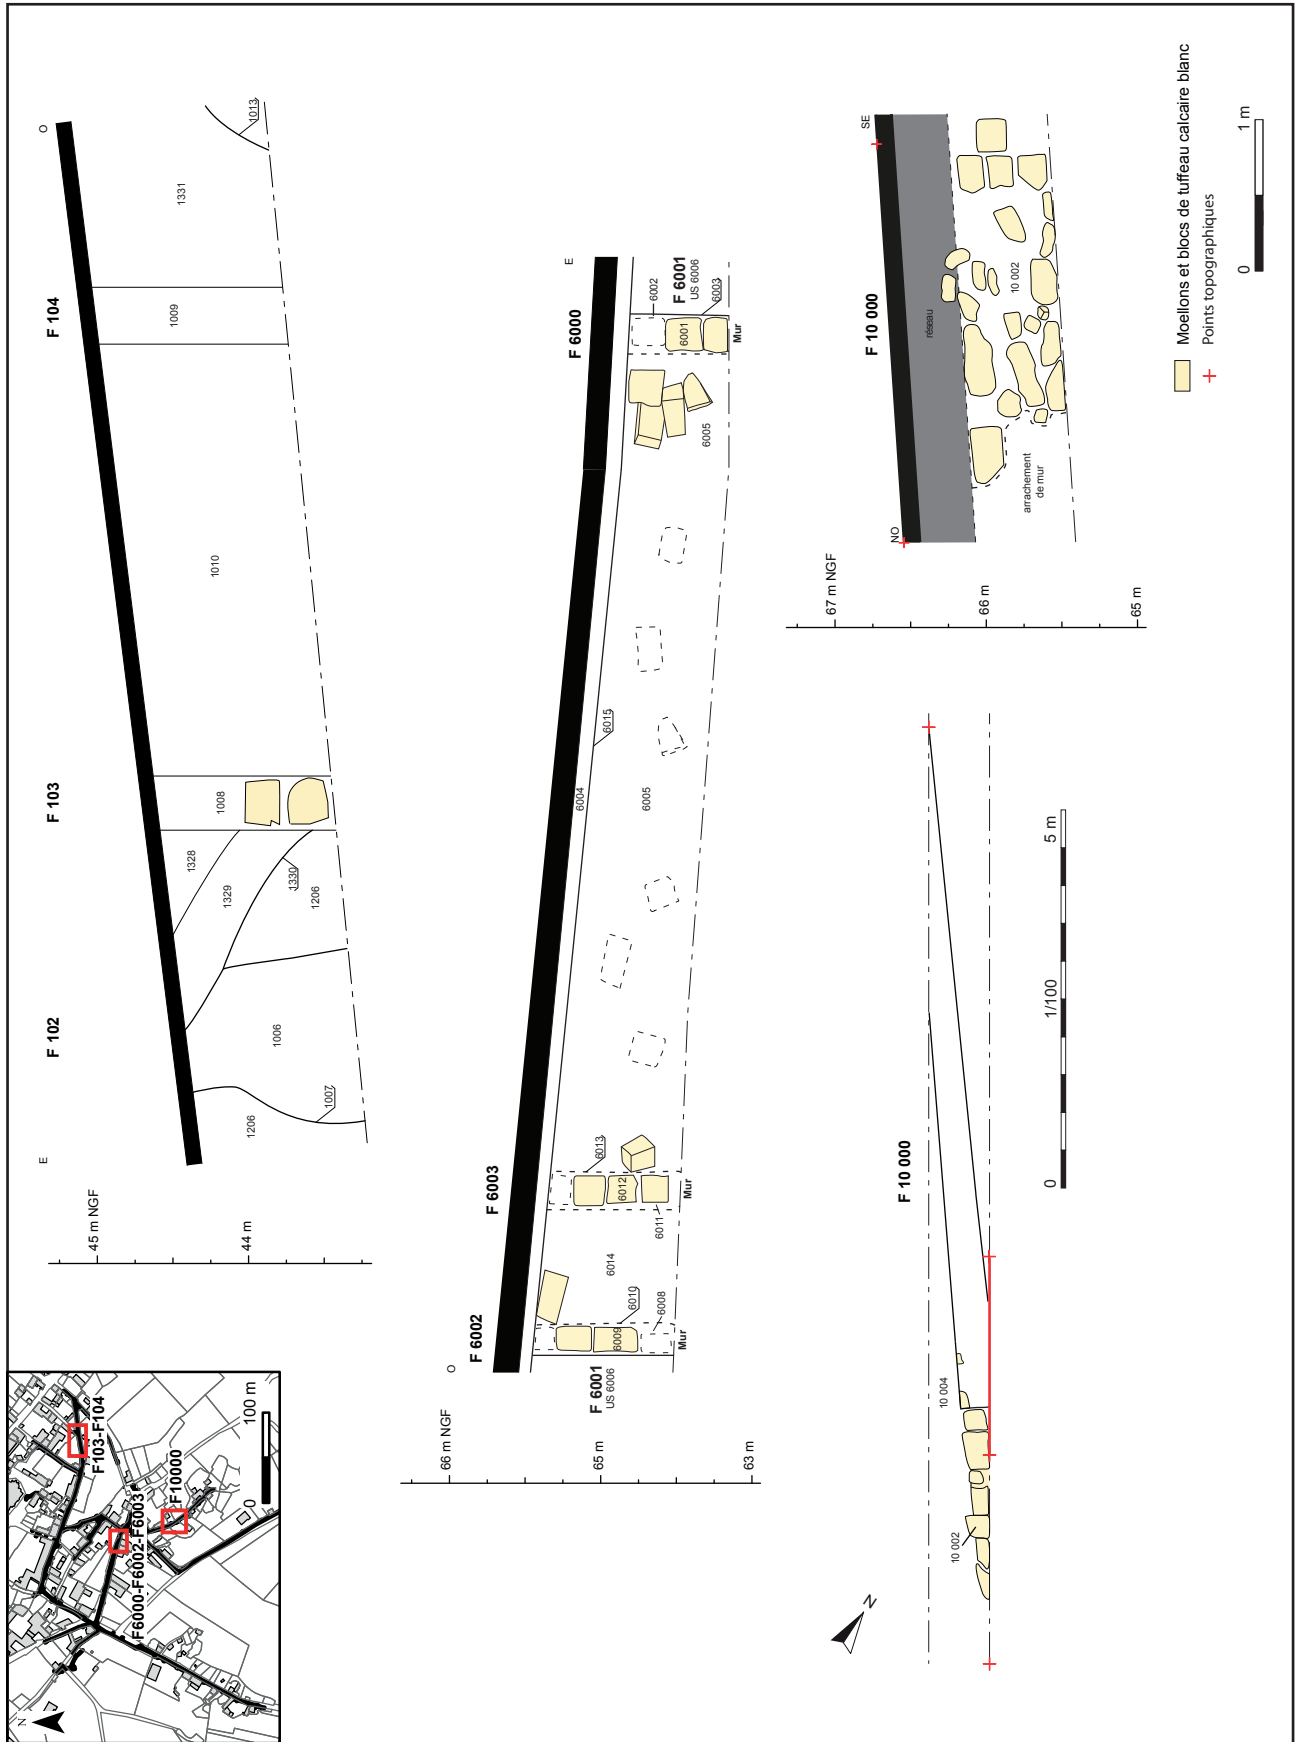 O
F 104
1013
1331
1009
1010
F 103
1008
1328
1329
1330
1206
F 102
1006
1007
1206
E
45 m NGF
44 m
E
F 6000
6002
F 6001
US 6006
6003
6001
Mur
6005
6015
6004
6005
F 6003
6013
6012
6011
Mur
6014
F 6002
6010
6008
6009
Mur
F 6001
US 6006
O
66 m NGF
65 m
63 m
SE
F 10 000
réseau
10 002
NO
arrachement
de mur
67 m NGF
66 m
65 m
F 10 000
10 004
10 002
N
0
1/100
5 m
Moellons et blocs de tuffeau calcaire blanc
Points topographiques
0
1 m
N
F103-F104
F6000-F6002-F6003
F10000
0
100 m